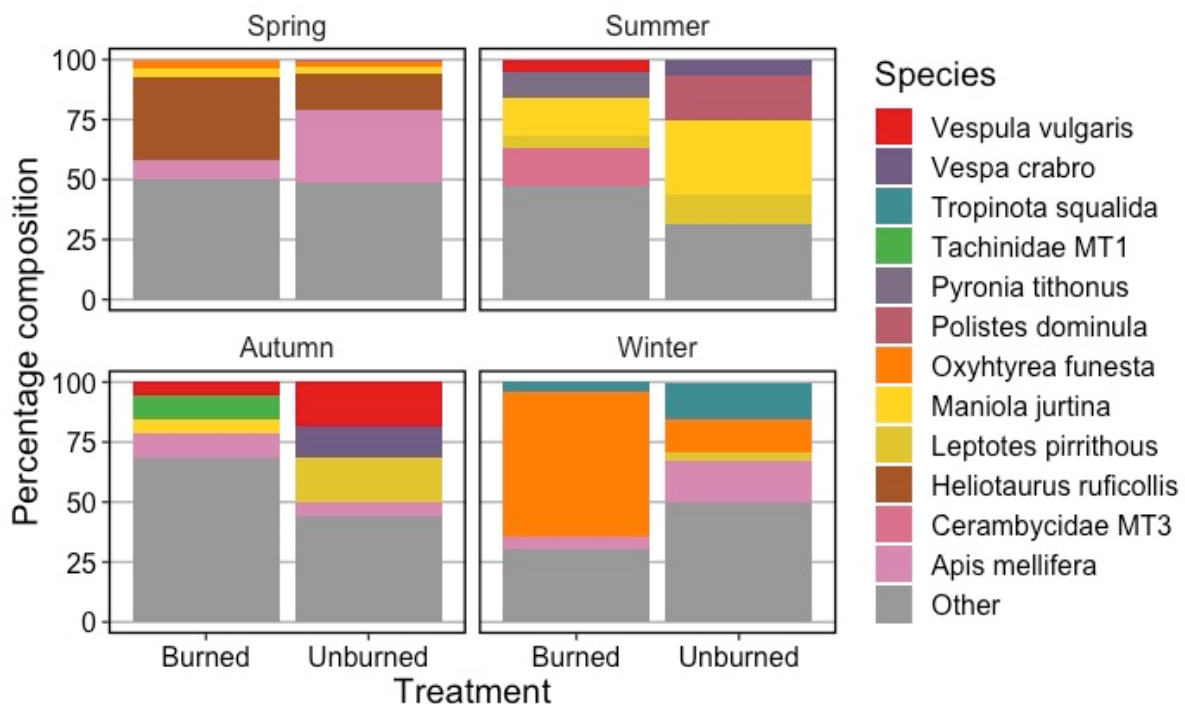 Spring
Summer
Species
Percentage composition
100
75
50
25
0
Vespula vulgaris
Vespa crabro
Tropinota squalida
Tachinidae MT1
Pyronia tithonus
Polistes dominula
Oxyhtyrea funesta
Maniola jurtina
Leptotes pirrithous
Heliotaurus ruficollis
Cerambycidae MT3
Apis mellifera
Other
Autumn
Winter
100
75
50
25
0
Burned
Unburned
Burned
Unburned
Treatment